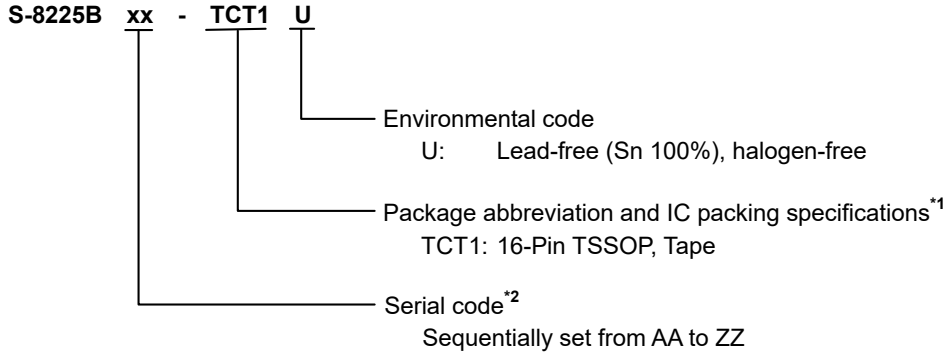 S-8225B xx - TCT1 U
Environmental code
U: Lead-free (Sn 100%), halogen-free
Package abbreviation and IC packing specifications*1
TCT1: 16-Pin TSSOP, Tape
Serial code*2
Sequentially set from AA to ZZ